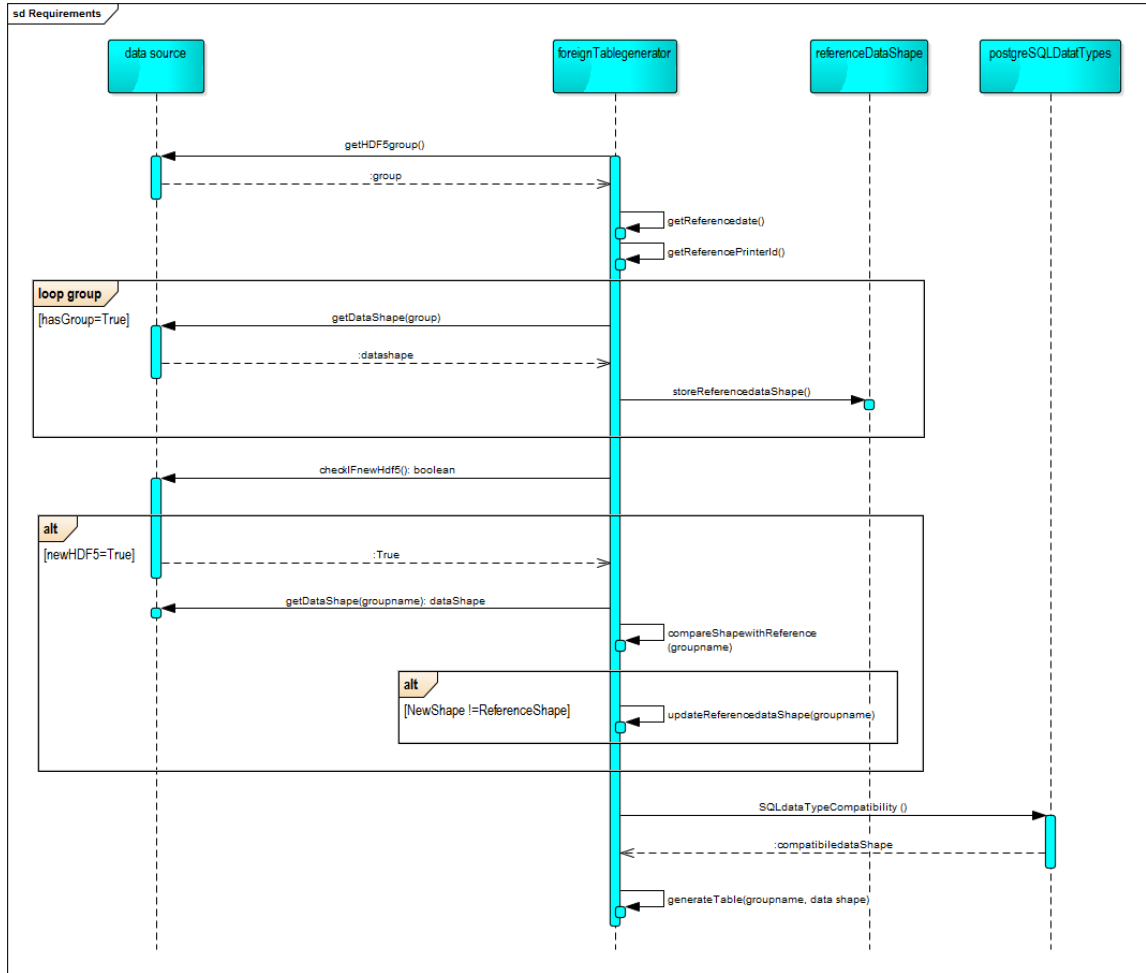 sd Requirements
data source
foreignTablegenerator
referenceDataShape
postgreSQLDatatTypes
getHDF5group()
:group
getReferencedate()
getReferencePrinterId()
loop group
[hasGroup=True]
getDataShape(group)
:datashape
storeReferencedataShape()
checkIFnewHdf5(): boolean
alt
[newHDF5=True]
:True
getDataShape(groupname): dataShape
compareShapewithReference
(groupname)
alt
[NewShape !=ReferenceShape]
updateReferencedataShape(groupname)
SQLdataTypeCompatibility ()
:compatibiledataShape
generateTable(groupname, data shape)